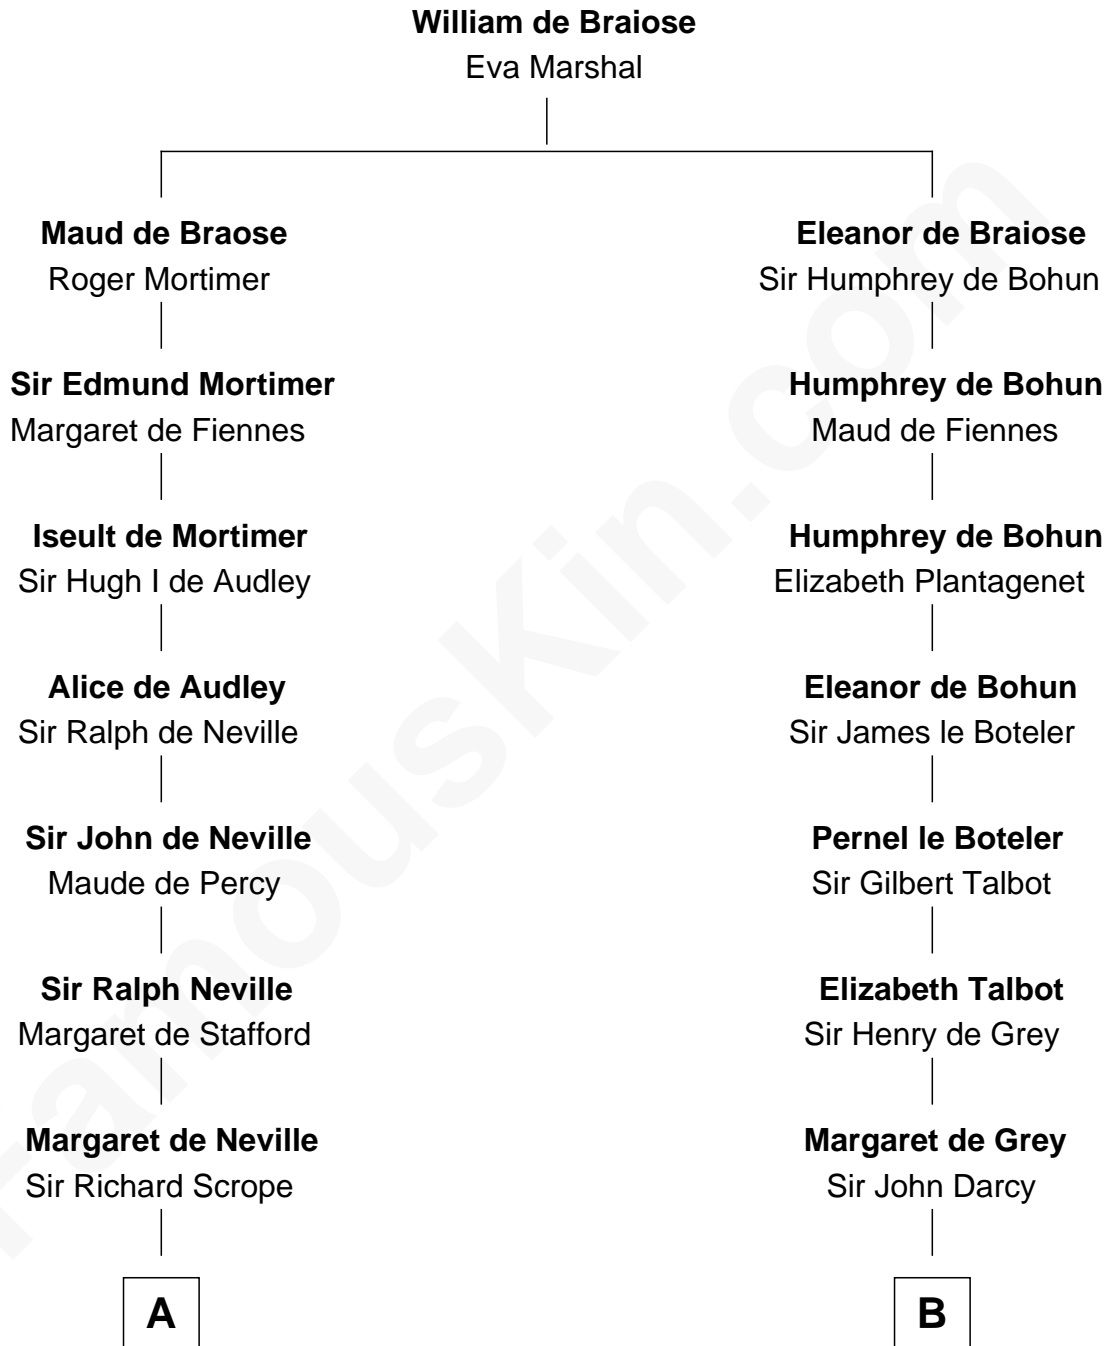 William de Braiose
Eva Marshal
Maud de Braose
Roger Mortimer
Eleanor de Braiose
Sir Humphrey de Bohun
Sir Edmund Mortimer
Margaret de Fiennes
Humphrey de Bohun
Maud de Fiennes
Iseult de Mortimer
Sir Hugh I de Audley
Humphrey de Bohun
Elizabeth Plantagenet
Alice de Audley
Sir Ralph de Neville
Eleanor de Bohun
Sir James le Boteler
Sir John de Neville
Maude de Percy
Pernel le Boteler
Sir Gilbert Talbot
Sir Ralph Neville
Margaret de Stafford
Elizabeth Talbot
Sir Henry de Grey
Margaret de Neville
Sir Richard Scrope
Margaret de Grey
Sir John Darcy
A
B
FamousKin.com